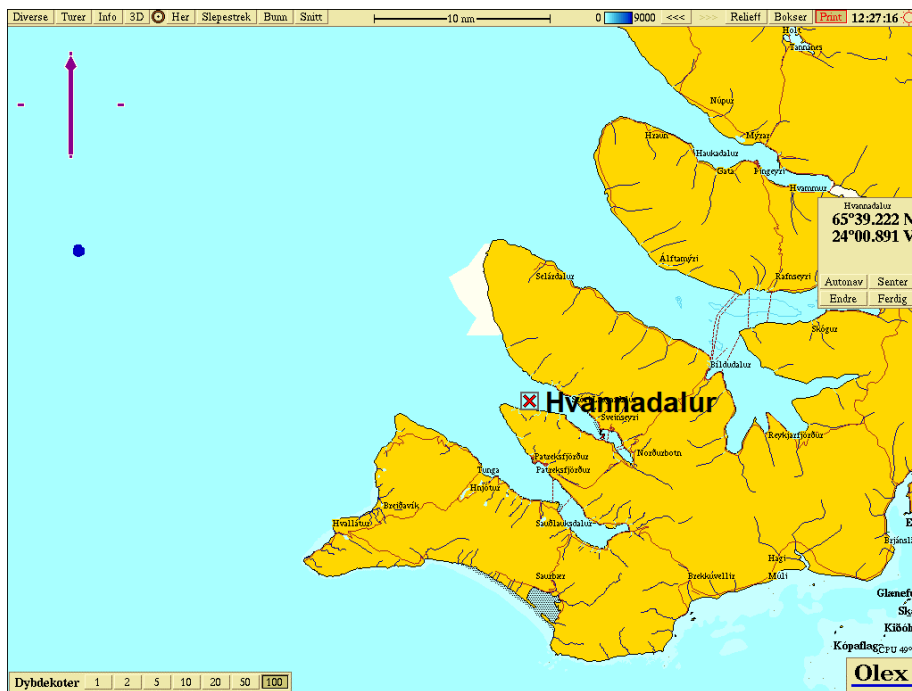 Diverse Turer Info 3D Her Slepestrek Bunn Snitt 10 nm 0 9000 <<< >>> Relieff Bokser Print 12:27:16
Holt
Tannanes
Núpur
Hraun
Mýrar
Haukadalur
Gata
Þingeyri
Hvammur
Hvannadalur
65°39.222 N
24°00.891 V
Álftamýri
Rafnseyri
Selárdalur
Autonav Senter
Endre Ferdig
Skógur
Bíldudalur
Hvannadalur
Sveinseyri
Reykjarfjörður
Norðurbotn
Patreksfjörður
Tunga
Patreksfjörður
Hnjótur
Breiðavík
Hvallátur
Sauðlauksdalur
Hagi
Saurbær
Brekkuvellir
Múli
Kópaflag
CPU 49°
Dybdekoter 1 2 5 10 20 50 100
Olex